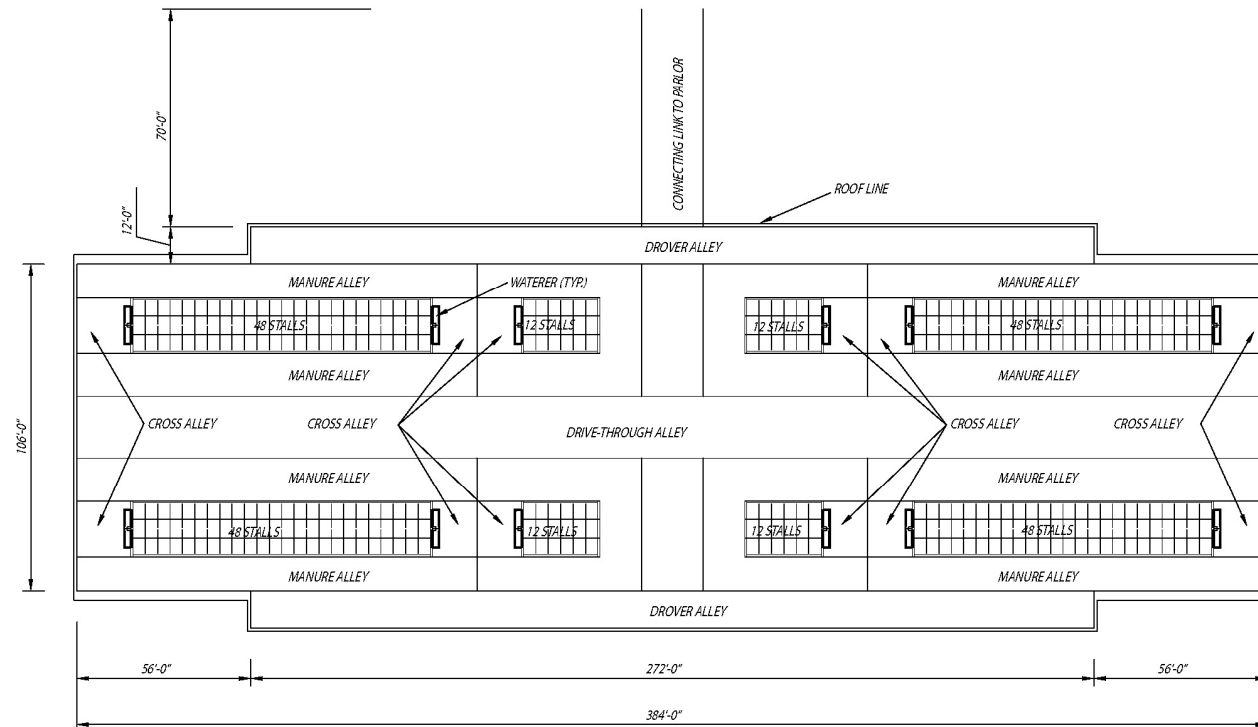 70'-0"
CONNECTING LINK TO PARLOR
ROOF LINE
12'-0"
DROVER ALLEY
MANURE ALLEY
WATERER (TYP.)
MANURE ALLEY
48 STALLS
12 STALLS
12 STALLS
48 STALLS
MANURE ALLEY
MANURE ALLEY
CROSS ALLEY
CROSS ALLEY
DRIVE-THROUGH ALLEY
CROSS ALLEY
CROSS ALLEY
106'-0"
MANURE ALLEY
MANURE ALLEY
48 STALLS
12 STALLS
12 STALLS
48 STALLS
MANURE ALLEY
MANURE ALLEY
DROVER ALLEY
56'-0"
272'-0"
56'-0"
384'-0"